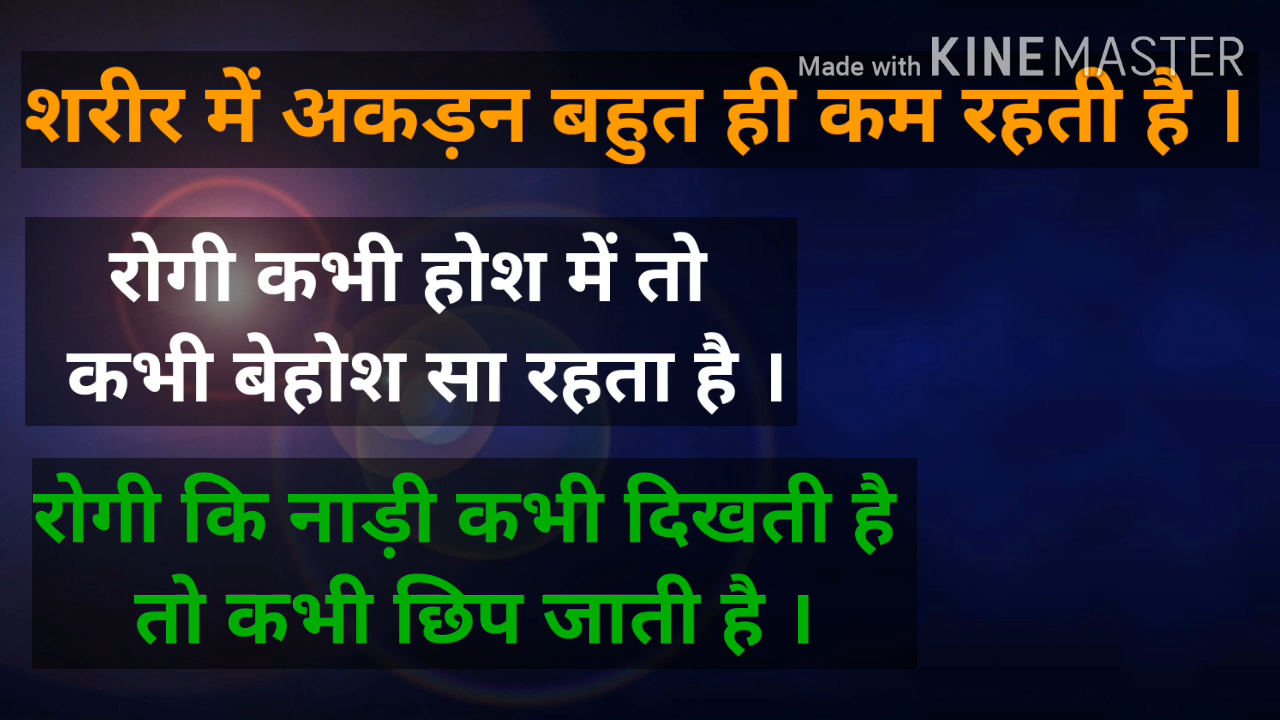 Made with KINEMASTER
शरीर में अकड़न बहुत ही कम रहती है ।
रोगी कभी होश में तो
कभी बेहोश सा रहता है ।
रोगी कि नाड़ी कभी दिखती है
तो कभी छिप जाती है ।